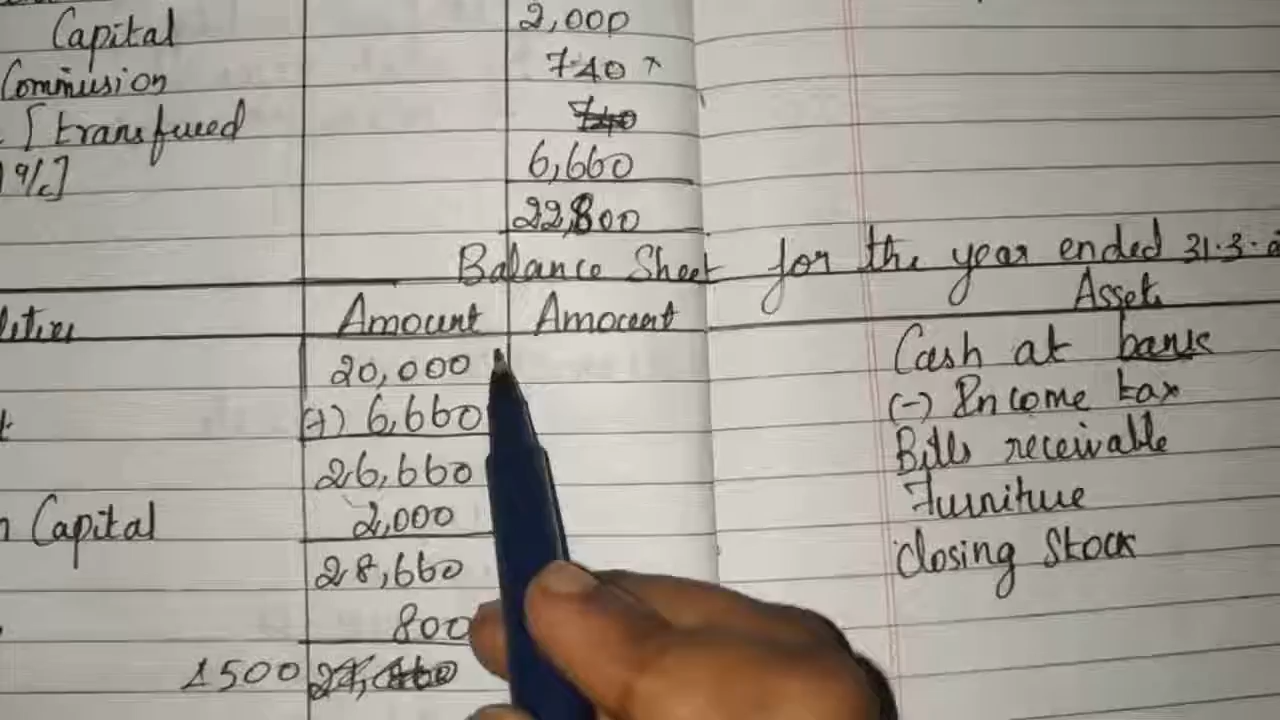 Capital 2,000
Commission 740 x
[transfured 740
a/c] 6,660
22,800
Balance Sheet for the year ended 31.3.
Amount Amount Assets
20,000 Cash at bank
(+) 6,660 (-) Income tax
26,660 Bills receivable
Capital 2,000 Furniture
28,660 closing stock
800
1500